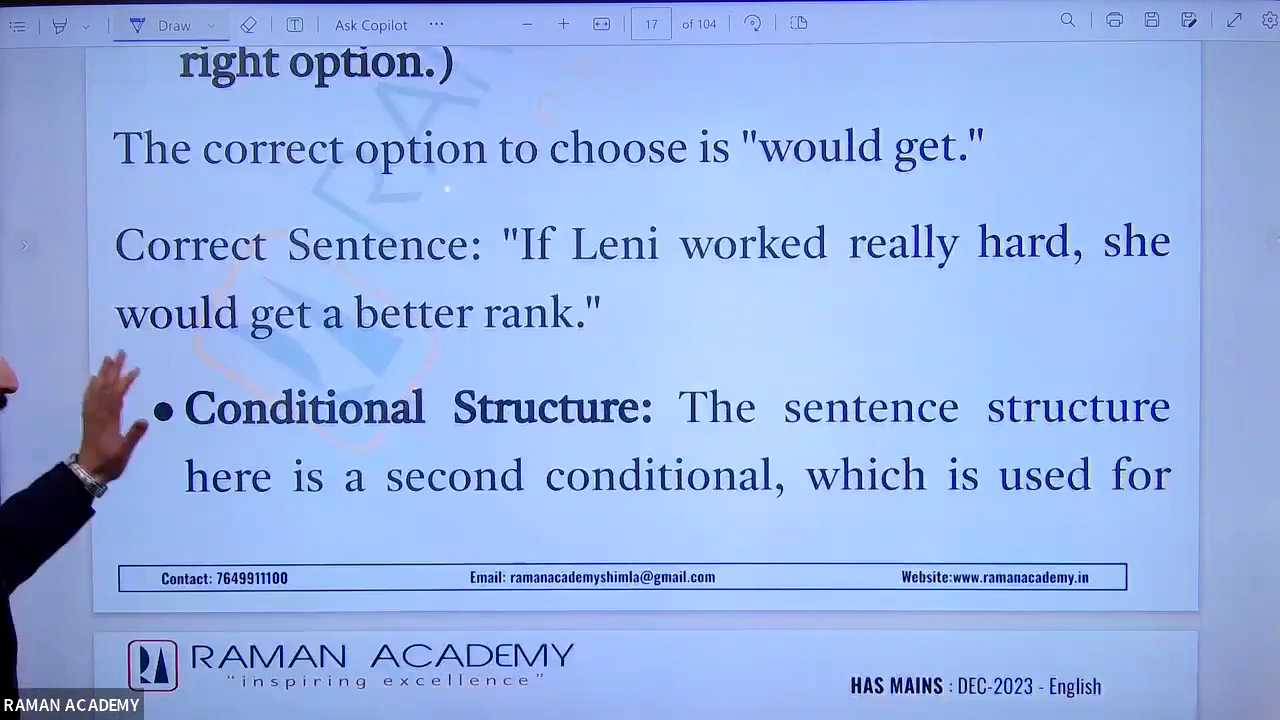 Draw
Ask Copilot
17 of 104
right option.)
The correct option to choose is "would get."
Correct Sentence: "If Leni worked really hard, she
would get a better rank."
● Conditional Structure: The sentence structure
here is a second conditional, which is used for
Contact: 7649911100 Email: ramanacademyshimla@gmail.com Website:www.ramanacademy.in
RA RAMAN ACADEMY
"inspiring excellence"
HAS MAINS : DEC-2023 - English
RAMAN ACADEMY